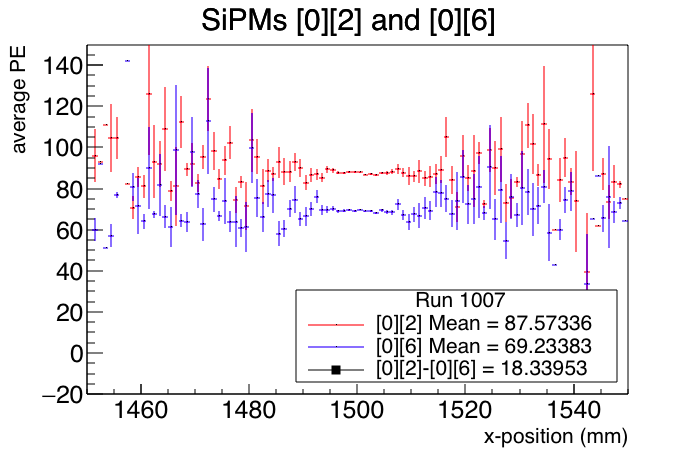 SiPMs [0][2] and [0][6]
average PE
140
120
100
80
60
40
20
0
−20
1460 1480 1500 1520 1540
x-position (mm)
Run 1007
[0][2] Mean = 87.57336
[0][6] Mean = 69.23383
[0][2]-[0][6] = 18.33953